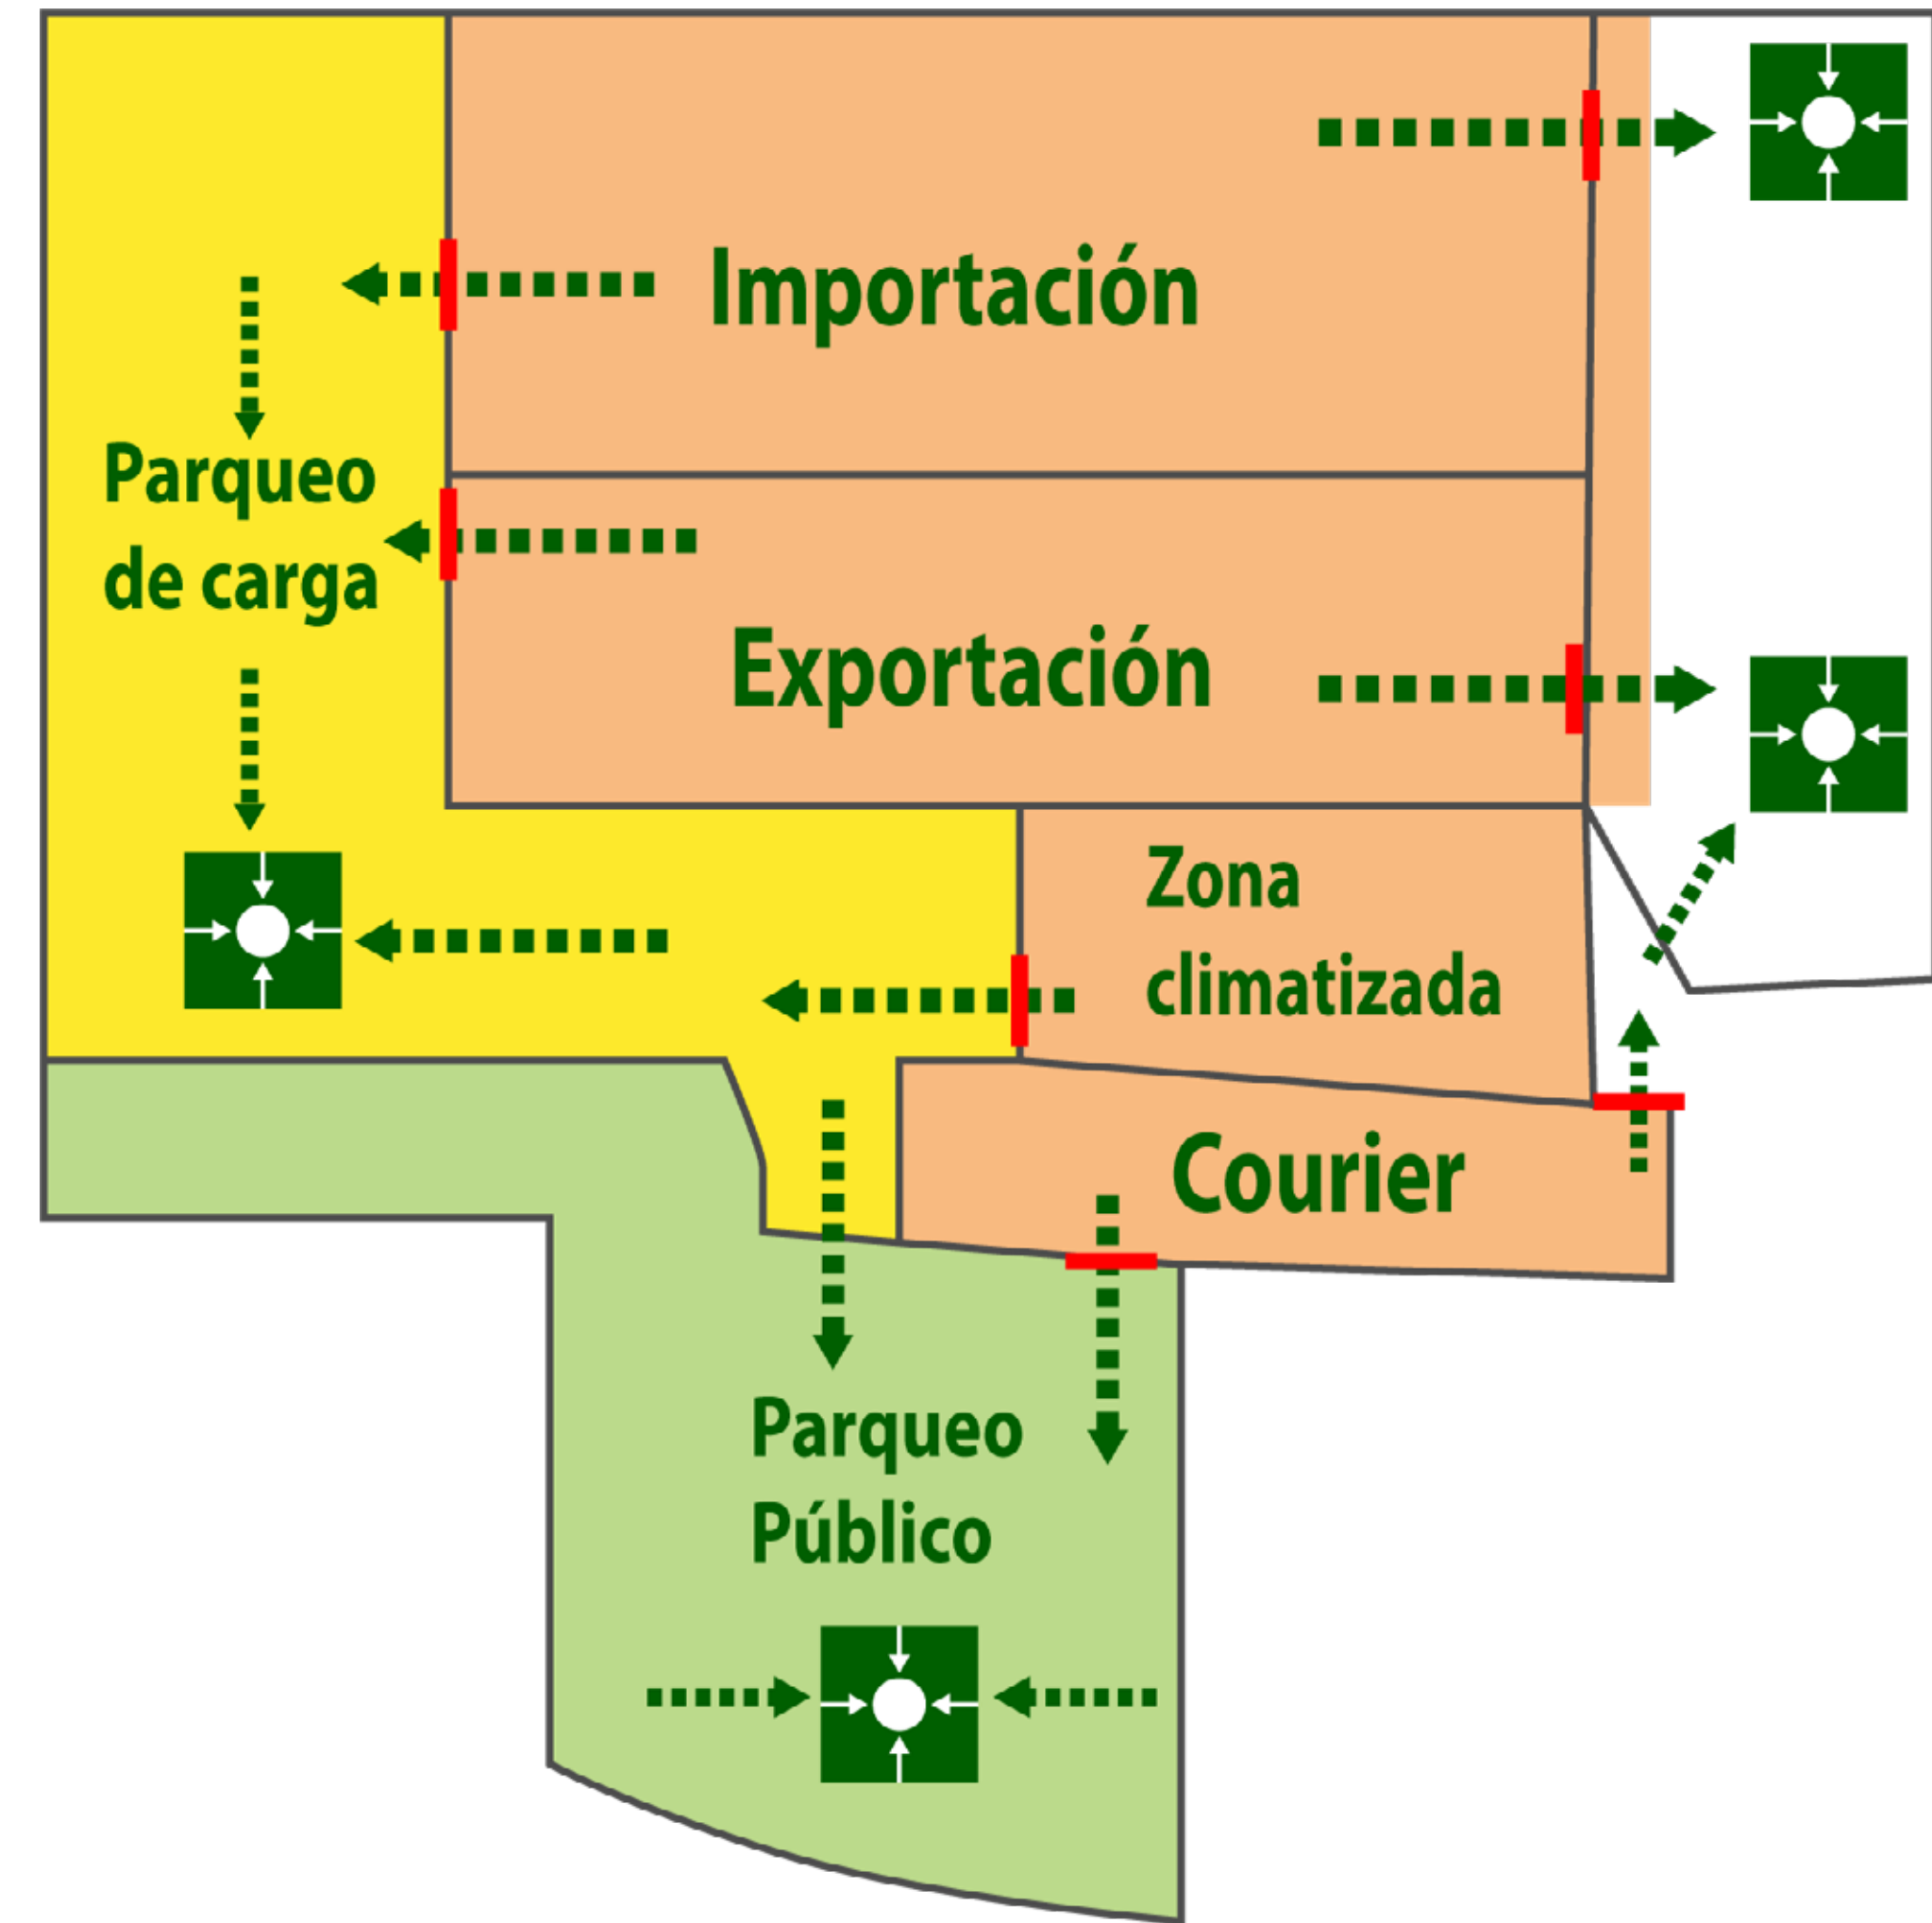 Importación
Parqueo
de carga
Exportación
Zona
climatizada
Courier
Parqueo
Público